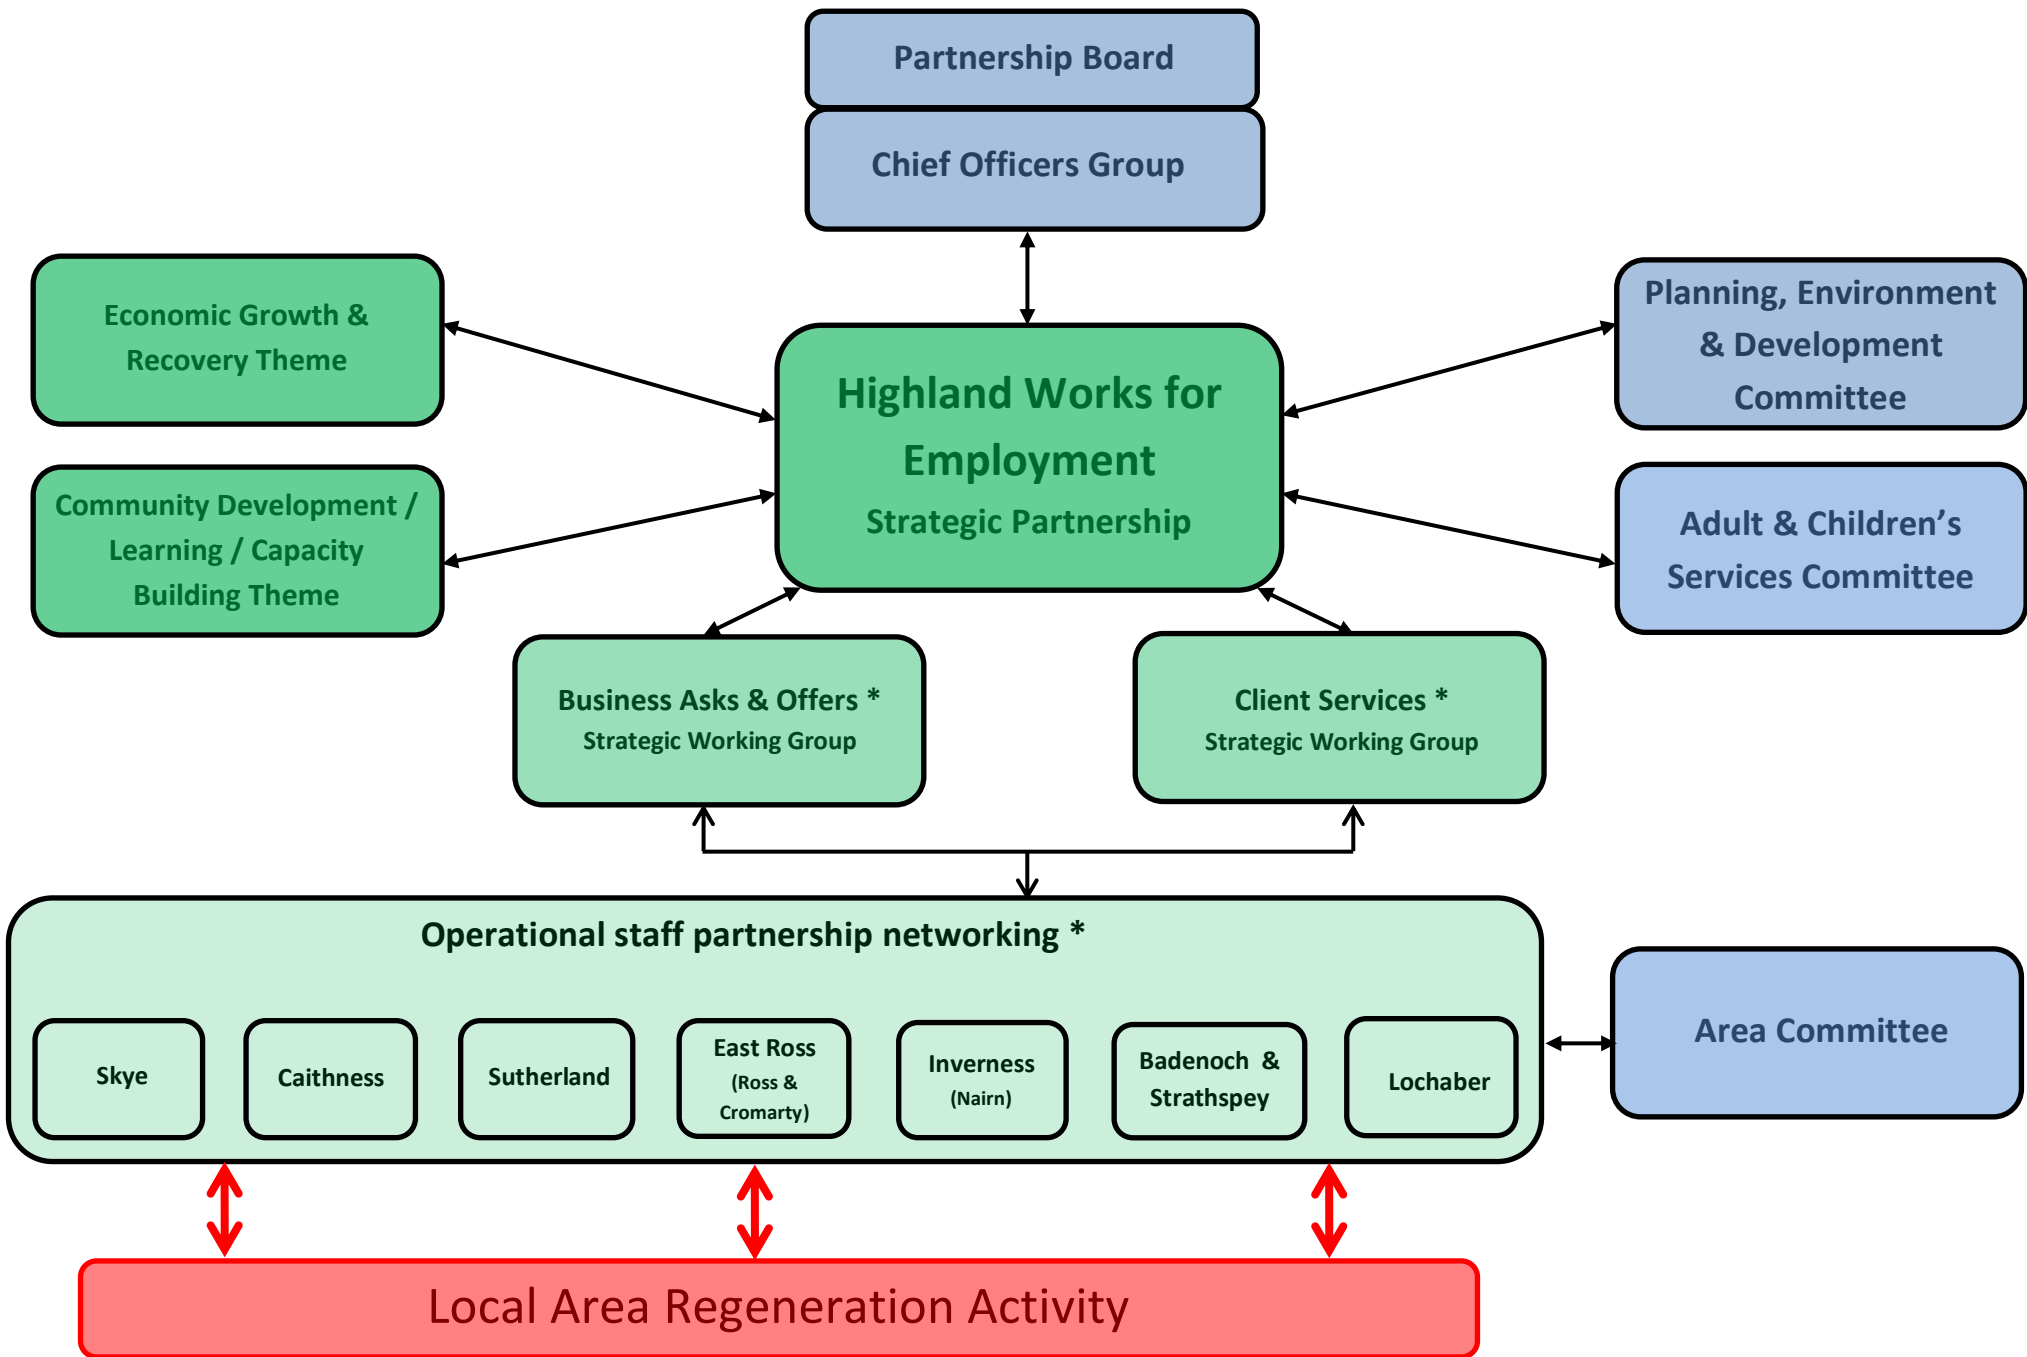 Partnership Board
Chief Officers Group
Economic Growth &
Recovery Theme
Planning, Environment
& Development
Committee
Highland Works for
Employment
Strategic Partnership
Community Development /
Learning / Capacity
Building Theme
Adult & Children’s
Services Committee
Business Asks & Offers *
Strategic Working Group
Client Services *
Strategic Working Group
Operational staff partnership networking *
Skye
Caithness
Sutherland
East Ross
(Ross &
Cromarty)
Inverness
(Nairn)
Badenoch  &
Strathspey
Lochaber
Area Committee
Local Area Regeneration Activity